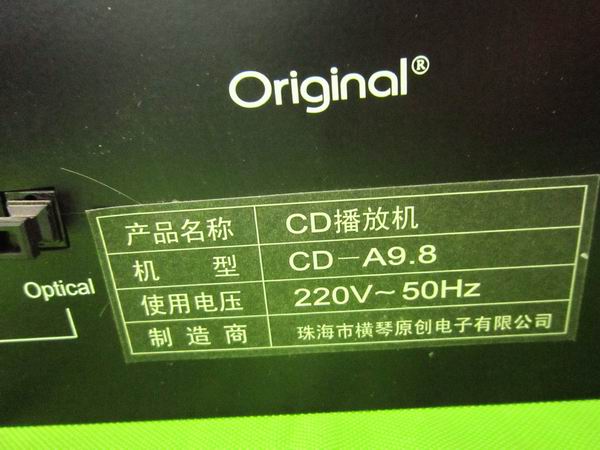 Original®
Optical
产品名称 CD播放机
机 型 CD-A9.8
使用电压 220V~50Hz
制造商 珠海市横琴原创电子有限公司